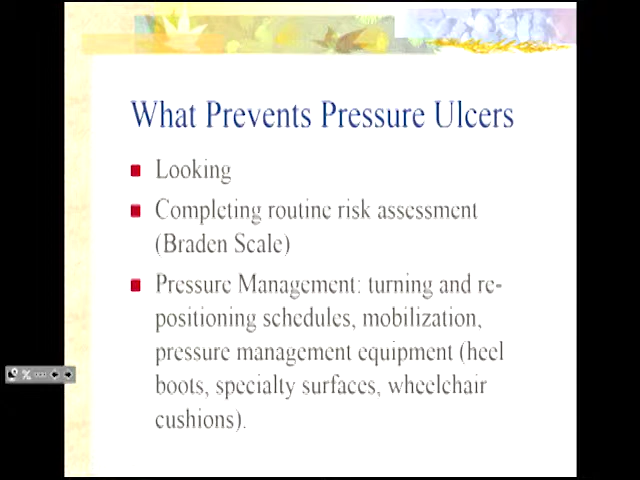 What Prevents Pressure Ulcers
Looking
Completing routine risk assessment
(Braden Scale)
Pressure Management: turning and re-
positioning schedules, mobilization,
pressure management equipment (heel
boots, specialty surfaces, wheelchair
cushions).